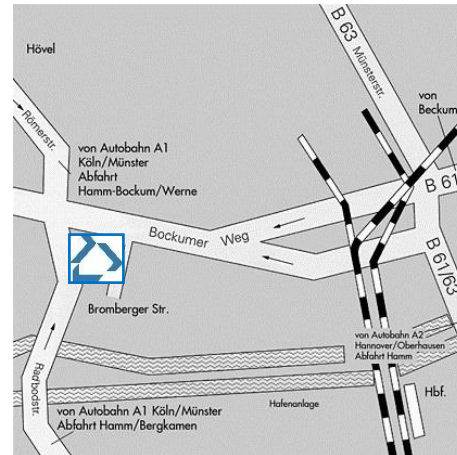 B 63
Hövel
Münsterstr.
von
Beckum
Römerstr.
von Autobahn A1
Köln/Münster
Abfahrt
Hamm-Bockum/Werne
B 61
Bockumer Weg
B 61/63
Bromberger Str.
von Autobahn A2
Hannover/Oberhausen
Abfahrt Hamm
Radbodstr.
Hbf.
Hafenanlage
von Autobahn A1 Köln/Münster
Abfahrt Hamm/Bergkamen